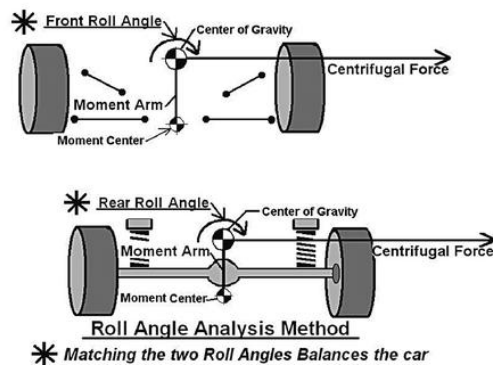 ✳ Front Roll Angle
Center of Gravity
Centrifugal Force
Moment Arm
Moment Center
✳ Rear Roll Angle
Center of Gravity
Moment Arm
Centrifugal Force
Moment Center
Roll Angle Analysis Method
✳ Matching the two Roll Angles Balances the car